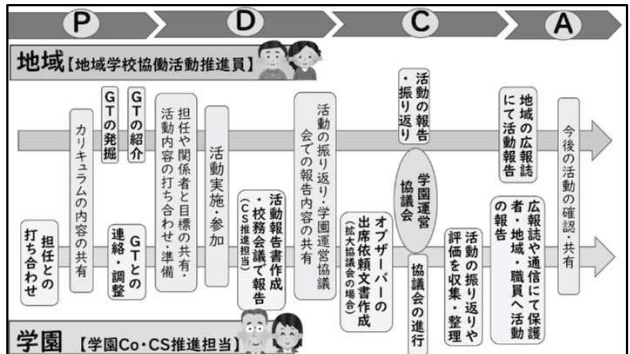 P
D
C
A
地域【地域学校協働活動推進員】
カリキュラムの内容の共有
GTの発掘
GTの紹介
担任や関係者と目標の共有・
活動内容の打ち合わせ・準備
活動実施・参加
活動の振り返り・学園運営協議
会での報告内容の共有
活動の報告
・振り返り
学園運営
協議会
地域の広報誌
にて活動報告
今後の活動の確認・共有
担任との
打ち合わせ
GTとの
連絡・調整
活動報告書作成
・校務会議で報告
(CS推進担当)
オブザーバーの
出席依頼文書作成
(拡大協議会の場合)
協議会の進行
活動の振り返りや
評価を収集・整理
広報誌や通信にて保護
者・地域・職員へ活動
の報告
学園【学園Co・CS推進担当】